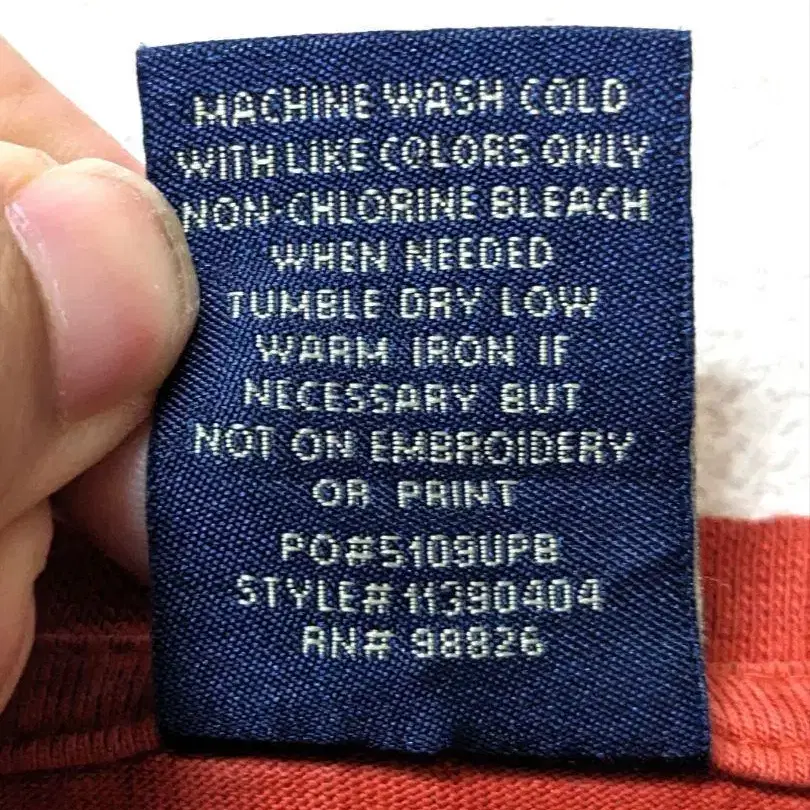 MACHINE WASH COLD
WITH LIKE COLORS ONLY
NON-CHLORINE BLEACH
WHEN NEEDED
TUMBLE DRY LOW
WARM IRON IF
NECESSARY BUT
NOT ON EMBROIDERY
OR PRINT
PO#5109UPB
STYLE# 11390404
RN# 98826